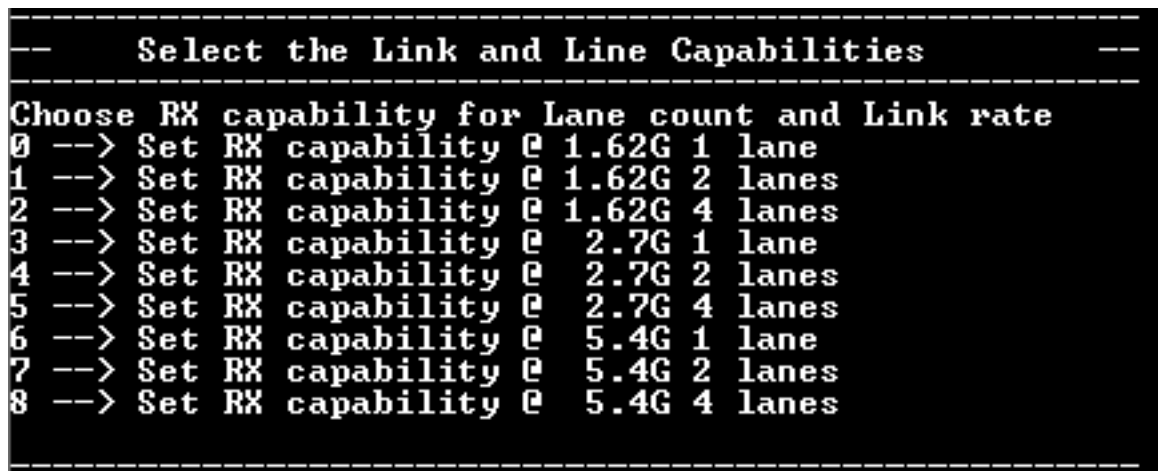 ------------------------------------------------------
--    Select the Link and Line Capabilities        --
------------------------------------------------------
Choose RX capability for Lane count and Link rate
0 --> Set RX capability @ 1.62G 1 lane
1 --> Set RX capability @ 1.62G 2 lanes
2 --> Set RX capability @ 1.62G 4 lanes
3 --> Set RX capability @  2.7G 1 lane
4 --> Set RX capability @  2.7G 2 lanes
5 --> Set RX capability @  2.7G 4 lanes
6 --> Set RX capability @  5.4G 1 lane
7 --> Set RX capability @  5.4G 2 lanes
8 --> Set RX capability @  5.4G 4 lanes
------------------------------------------------------